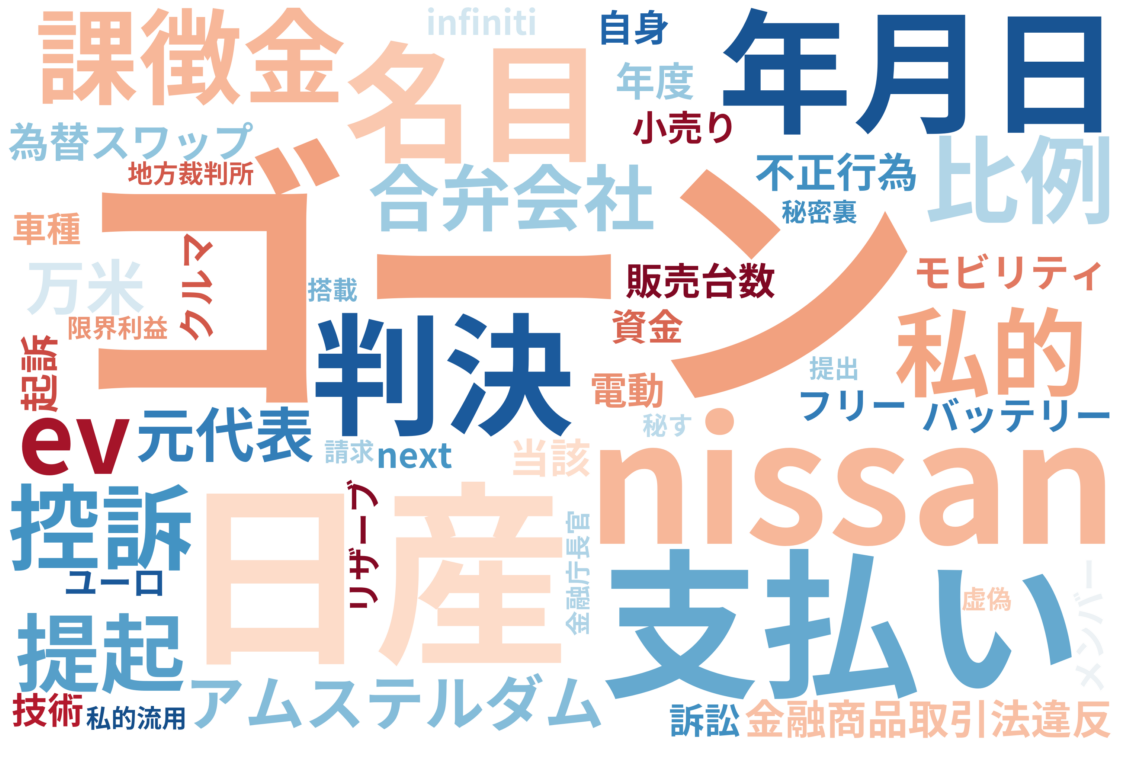 課徴金
infiniti
自身
年月日
名目
年度
小売り
為替スワップ
地方裁判所
合弁会社
不正行為
比例
秘密裏
車種
ゴーン
クルマ
万米
搭載
販売台数
モビリティ
限界利益
資金
私的
起訴
判決
電動
提出
フリー
バッテリー
ev
元代表
請求
next
当該
秘す
nissan
控訴
日産
リザーブ
金融庁長官
支払い
虚偽
メンバー
ユーロ
提起
技術
私的流用
アムステルダム
訴訟
金融商品取引法違反